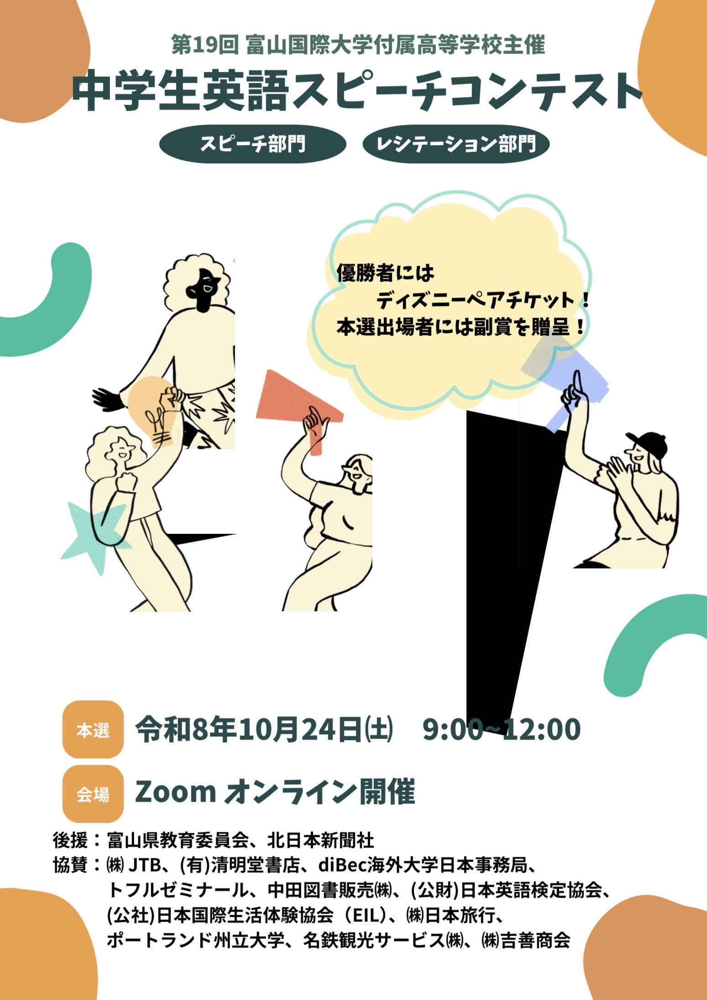 第19回 富山国際大学付属高等学校主催
中学生英語スピーチコンテスト
スピーチ部門 レシテーション部門
優勝者には
ディズニーペアチケット！
本選出場者には副賞を贈呈！
本選 令和8年10月24日㈯ 9:00~12:00
会場 Zoom オンライン開催
後援：富山県教育委員会、北日本新聞社
協賛：㈱ JTB、(有)清明堂書店、diBec海外大学日本事務局、
トフルゼミナール、中田図書販売㈱、(公財)日本英語検定協会、
(公社)日本国際生活体験協会（EIL）、㈱日本旅行、
ポートランド州立大学、名鉄観光サービス㈱、㈱吉善商会